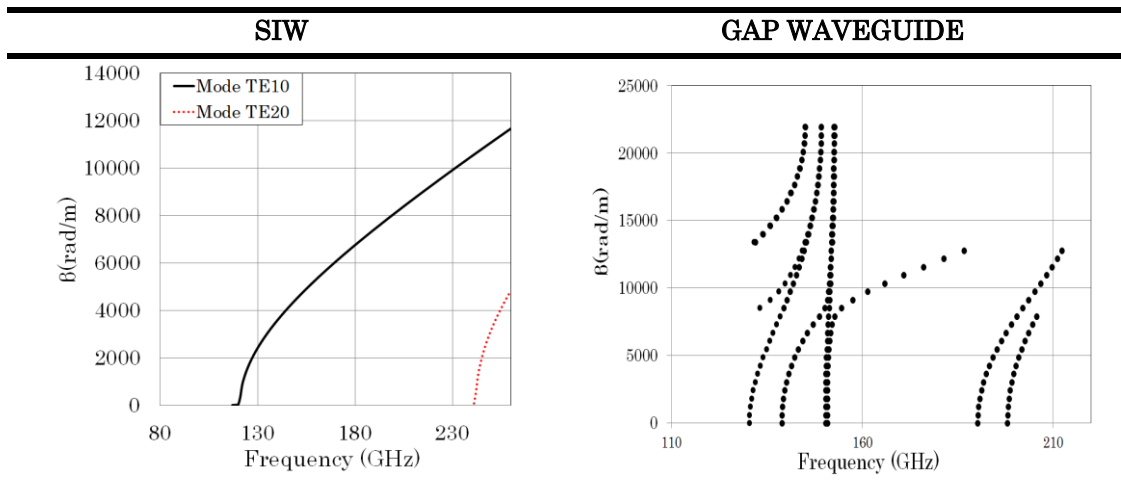 SIW
GAP WAVEGUIDE
14000
12000
10000
8000
6000
4000
2000
0
Mode TE10
Mode TE20
β(rad/m)
80
130
180
230
Frequency (GHz)
25000
20000
15000
10000
5000
0
β(rad/m)
110
160
210
Frequency (GHz)